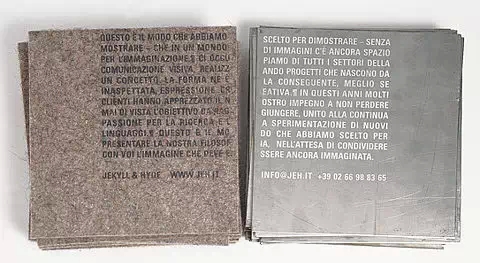 QUESTO È IL MODO CHE ABBIAMO
MOSTRARE – CHE IN UN MONDO
PER L'IMMAGINAZIONE.§ CI OCCU
COMUNICAZIONE VISIVA, REALIZZ
UN CONCETTO. LA FORMA NE È
INASPETTATA, ESPRESSIONE, CR
CLIENTI HANNO APPREZZATO IL N
MAI DI VISTA L'OBIETTIVO DA RAG
PASSIONE PER LA RICERCA E L
LINGUAGGI.§ QUESTO È IL MO
PRESENTARE LA NOSTRA FILOSOF
CON VOI L'IMMAGINE CHE DEVE E
JEKYLL & HYDE WWW.JEH.IT
SCELTO PER DIMOSTRARE – SENZA
DI IMMAGINI C'È ANCORA SPAZIO
PIAMO DI TUTTI I SETTORI DELLA
ANDO PROGETTI CHE NASCONO DA
LA CONSEGUENTE, MEGLIO SE
EATIVA.§ IN QUESTI ANNI MOLTI
OSTRO IMPEGNO A NON PERDERE
GIUNGERE, UNITO ALLA CONTINUA
A SPERIMENTAZIONE DI NUOVI
DO CHE ABBIAMO SCELTO PER
IA, NELL'ATTESA DI CONDIVIDERE
SSERE ANCORA IMMAGINATA.
INFO@JEH.IT +39 02 66 98 83 65